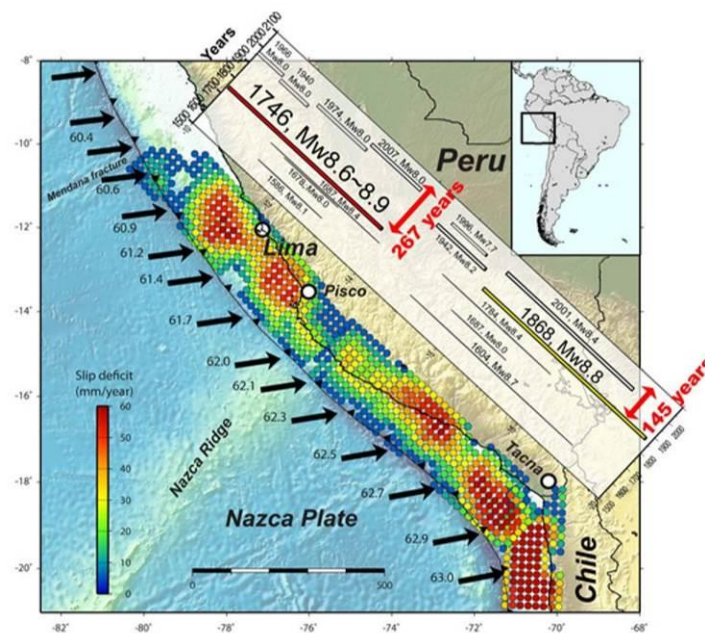 Years
1500 1600 1700 1800 1900 2000 2100
1966
Mw8.0
1940
Mw8.0
1974, Mw8.0
2007, Mw8.0
1746, Mw8.6~8.9
1687, Mw8.4
1678, Mw8.0
1586, Mw8.1
267 years
Peru
1996, Mw7.7
1942, Mw8.2
2001, Mw8.4
1868, Mw8.8
1784, Mw8.4
1687, Mw8.0
1604, Mw8.7
145 years
1500 1600 1700 1800 1900 2000
-8°
-10°
-12°
-14°
-16°
-18°
-20°
60.4
Mendana fracture
60.6
60.9
61.2
61.4
61.7
62.0
62.1
62.3
62.5
62.7
62.9
63.0
Lima
Pisco
Tacna
Chile
Nazca Ridge
Nazca Plate
Slip deficit
(mm/year)
60
50
40
30
20
10
0
0
500
-82°
-80°
-78°
-76°
-74°
-72°
-70°
-68°